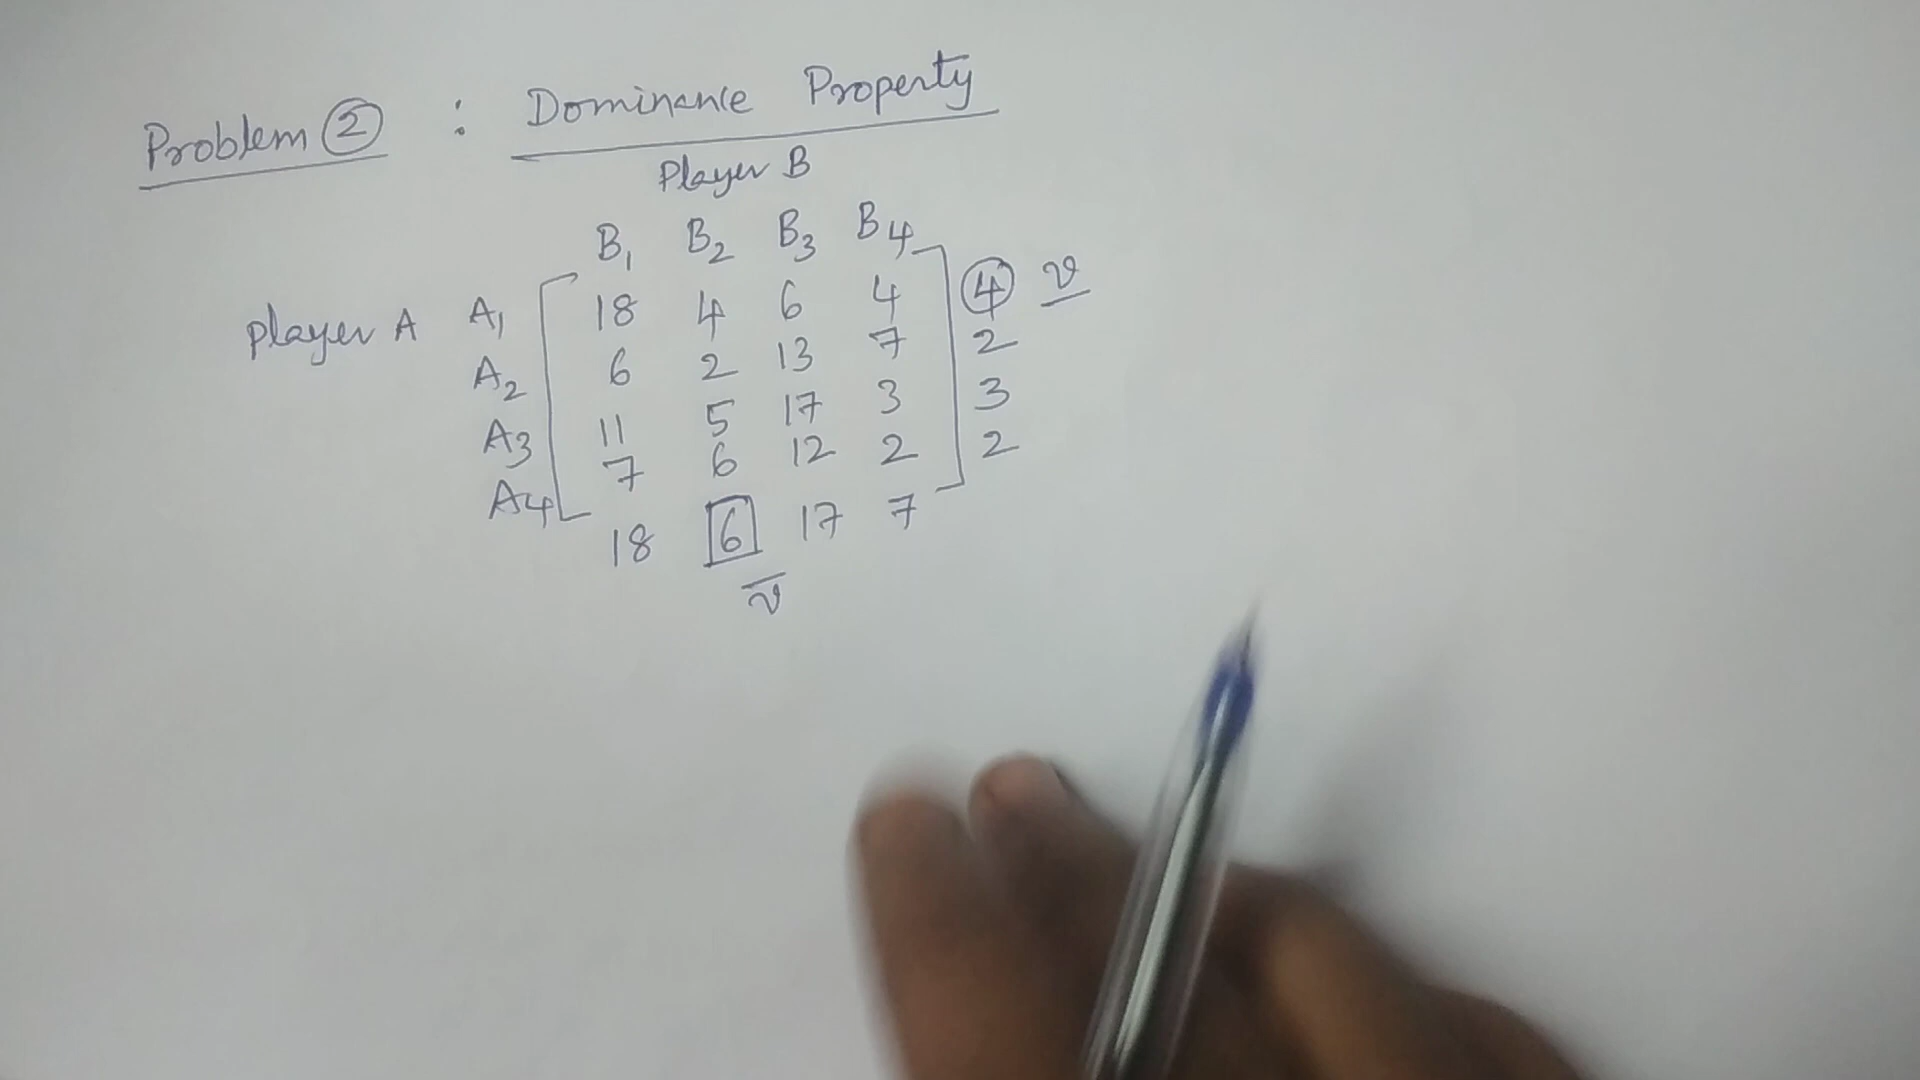 Problem ② : Dominance Property
Player B
B₁ B₂ B₃ B₄
Player A A₁ 18 4 6 4 ④ v
A₂ 6 2 13 7 2
A₃ 11 5 17 3 3
A₄ 7 6 12 2 2
18 6 17 7
v̅